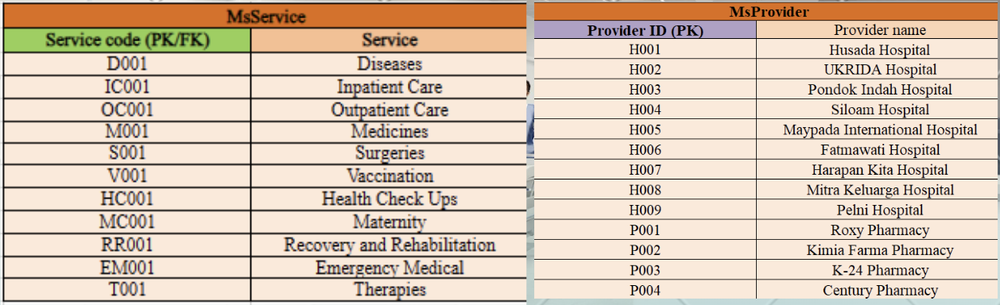 MsService
Service code (PK/FK) Service
D001 Diseases
IC001 Inpatient Care
OC001 Outpatient Care
M001 Medicines
S001 Surgeries
V001 Vaccination
HC001 Health Check Ups
MC001 Maternity
RR001 Recovery and Rehabilitation
EM001 Emergency Medical
T001 Therapies
MsProvider
Provider ID (PK) Provider name
H001 Husada Hospital
H002 UKRIDA Hospital
H003 Pondok Indah Hospital
H004 Siloam Hospital
H005 Maypada International Hospital
H006 Fatmawati Hospital
H007 Harapan Kita Hospital
H008 Mitra Keluarga Hospital
H009 Pelni Hospital
P001 Roxy Pharmacy
P002 Kimia Farma Pharmacy
P003 K-24 Pharmacy
P004 Century Pharmacy